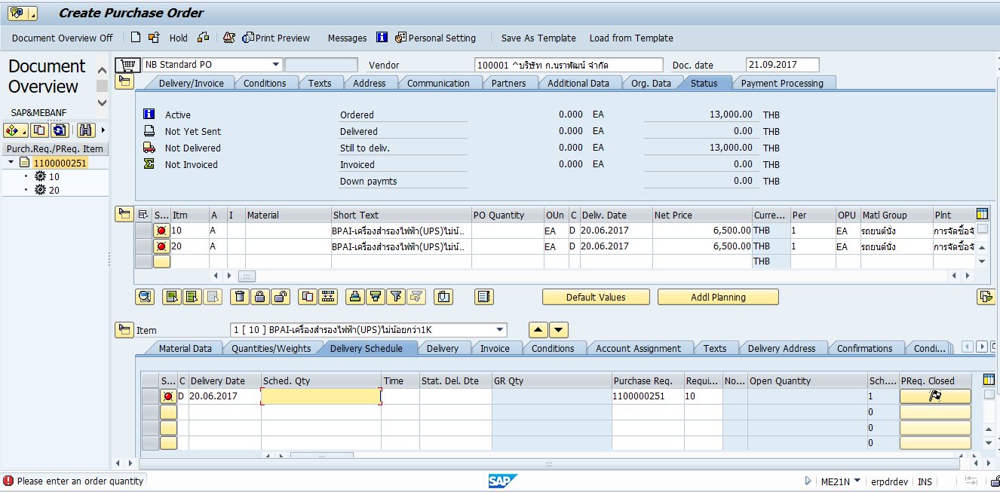 Create Purchase Order
Document Overview Off Hold Print Preview Messages Personal Setting Save As Template Load from Template
Document Overview
SAP&MEBANF
Purch.Req./PReq. Item
1100000251
10
20
NB Standard PO Vendor 100001 ^บริษัท ก.นราพัฒน์ จำกัด Doc. date 21.09.2017
Delivery/Invoice Conditions Texts Address Communication Partners Additional Data Org. Data Status Payment Processing
Active Ordered 0.000 EA 13,000.00 THB
Not Yet Sent Delivered 0.000 EA 0.00 THB
Not Delivered Still to deliv. 0.000 EA 13,000.00 THB
Not Invoiced Invoiced 0.000 EA 0.00 THB
Down paymts 0.00 THB
S... Itm A I Material Short Text PO Quantity OUn C Deliv. Date Net Price Curre... Per OPU Matl Group Plnt
10 A BPAI-เครื่องสำรองไฟฟ้า(UPS)ไม่น้... EA D 20.06.2017 6,500.00 THB 1 EA รถยนต์นั่ง การจัดซื้อจั
20 A BPAI-เครื่องสำรองไฟฟ้า(UPS)ไม่น้... EA D 20.06.2017 6,500.00 THB 1 EA รถยนต์นั่ง การจัดซื้อจั
THB
Default Values Addl Planning
Item 1 [ 10 ] BPAI-เครื่องสำรองไฟฟ้า(UPS)ไม่น้อยกว่า1K
Material Data Quantities/Weights Delivery Schedule Delivery Invoice Conditions Account Assignment Texts Delivery Address Confirmations Condi...
S... C Delivery Date Sched. Qty Time Stat. Del. Dte GR Qty Purchase Req. Requi... No... Open Quantity Sch.... PReq. Closed
D 20.06.2017 1100000251 10 1
0
0
0
Please enter an order quantity SAP ME21N erpdrdev INS